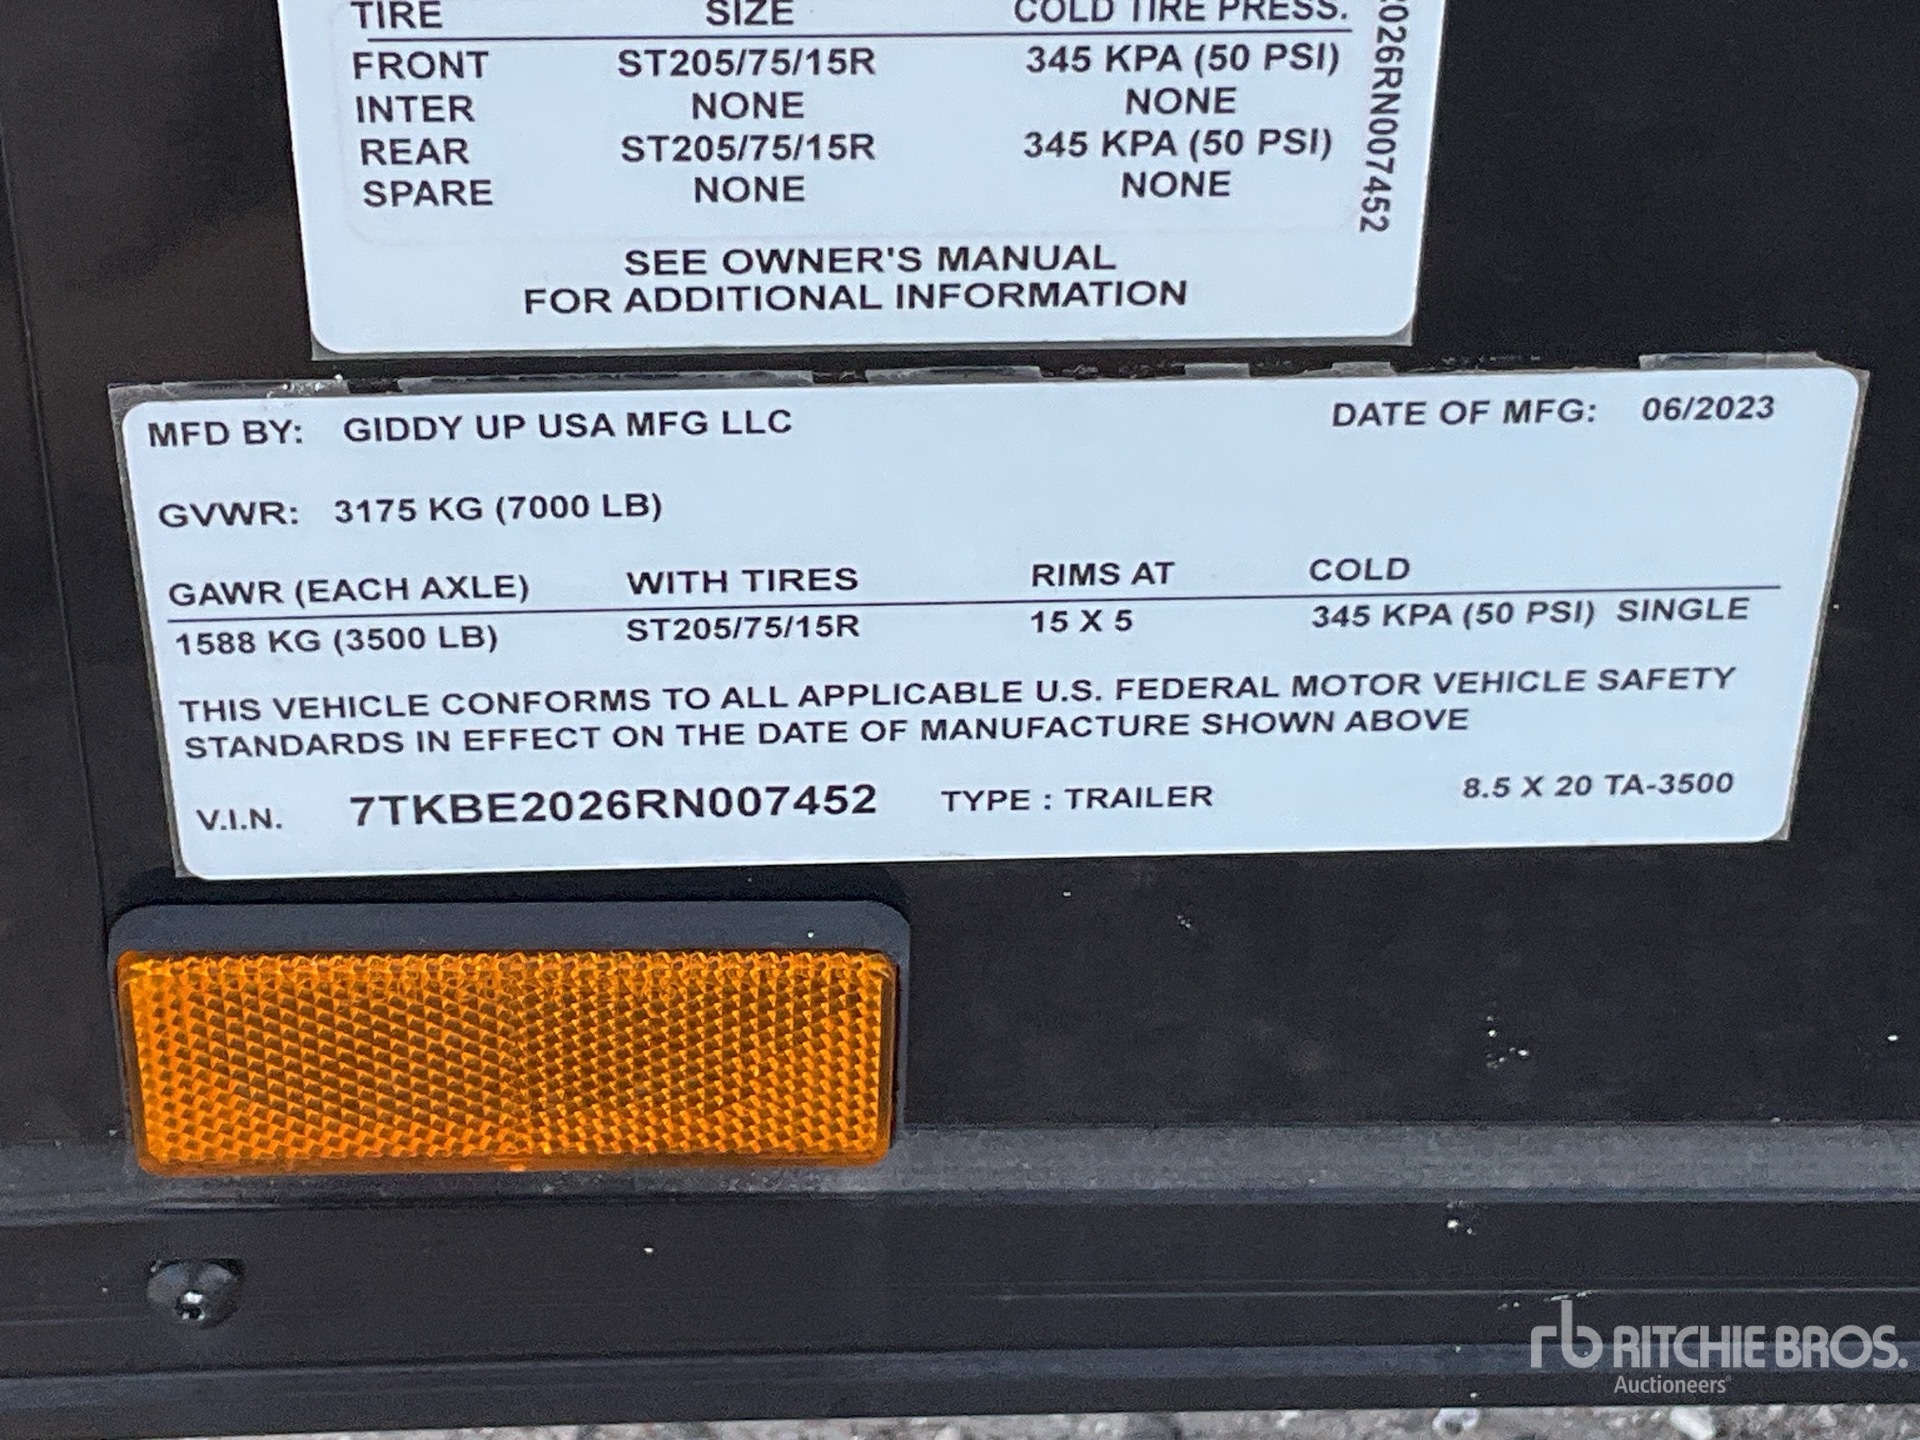 TIRE SIZE COLD TIRE PRESS.
FRONT ST205/75/15R 345 KPA (50 PSI)
INTER NONE NONE
REAR ST205/75/15R 345 KPA (50 PSI)
SPARE NONE NONE
026RN007452
SEE OWNER'S MANUAL
FOR ADDITIONAL INFORMATION
MFD BY: GIDDY UP USA MFG LLC DATE OF MFG: 06/2023
GVWR: 3175 KG (7000 LB)
GAWR (EACH AXLE) WITH TIRES RIMS AT COLD
1588 KG (3500 LB) ST205/75/15R 15 X 5 345 KPA (50 PSI) SINGLE
THIS VEHICLE CONFORMS TO ALL APPLICABLE U.S. FEDERAL MOTOR VEHICLE SAFETY
STANDARDS IN EFFECT ON THE DATE OF MANUFACTURE SHOWN ABOVE
V.I.N. 7TKBE2026RN007452 TYPE : TRAILER 8.5 X 20 TA-3500
rb RITCHIE BROS.
Auctioneers